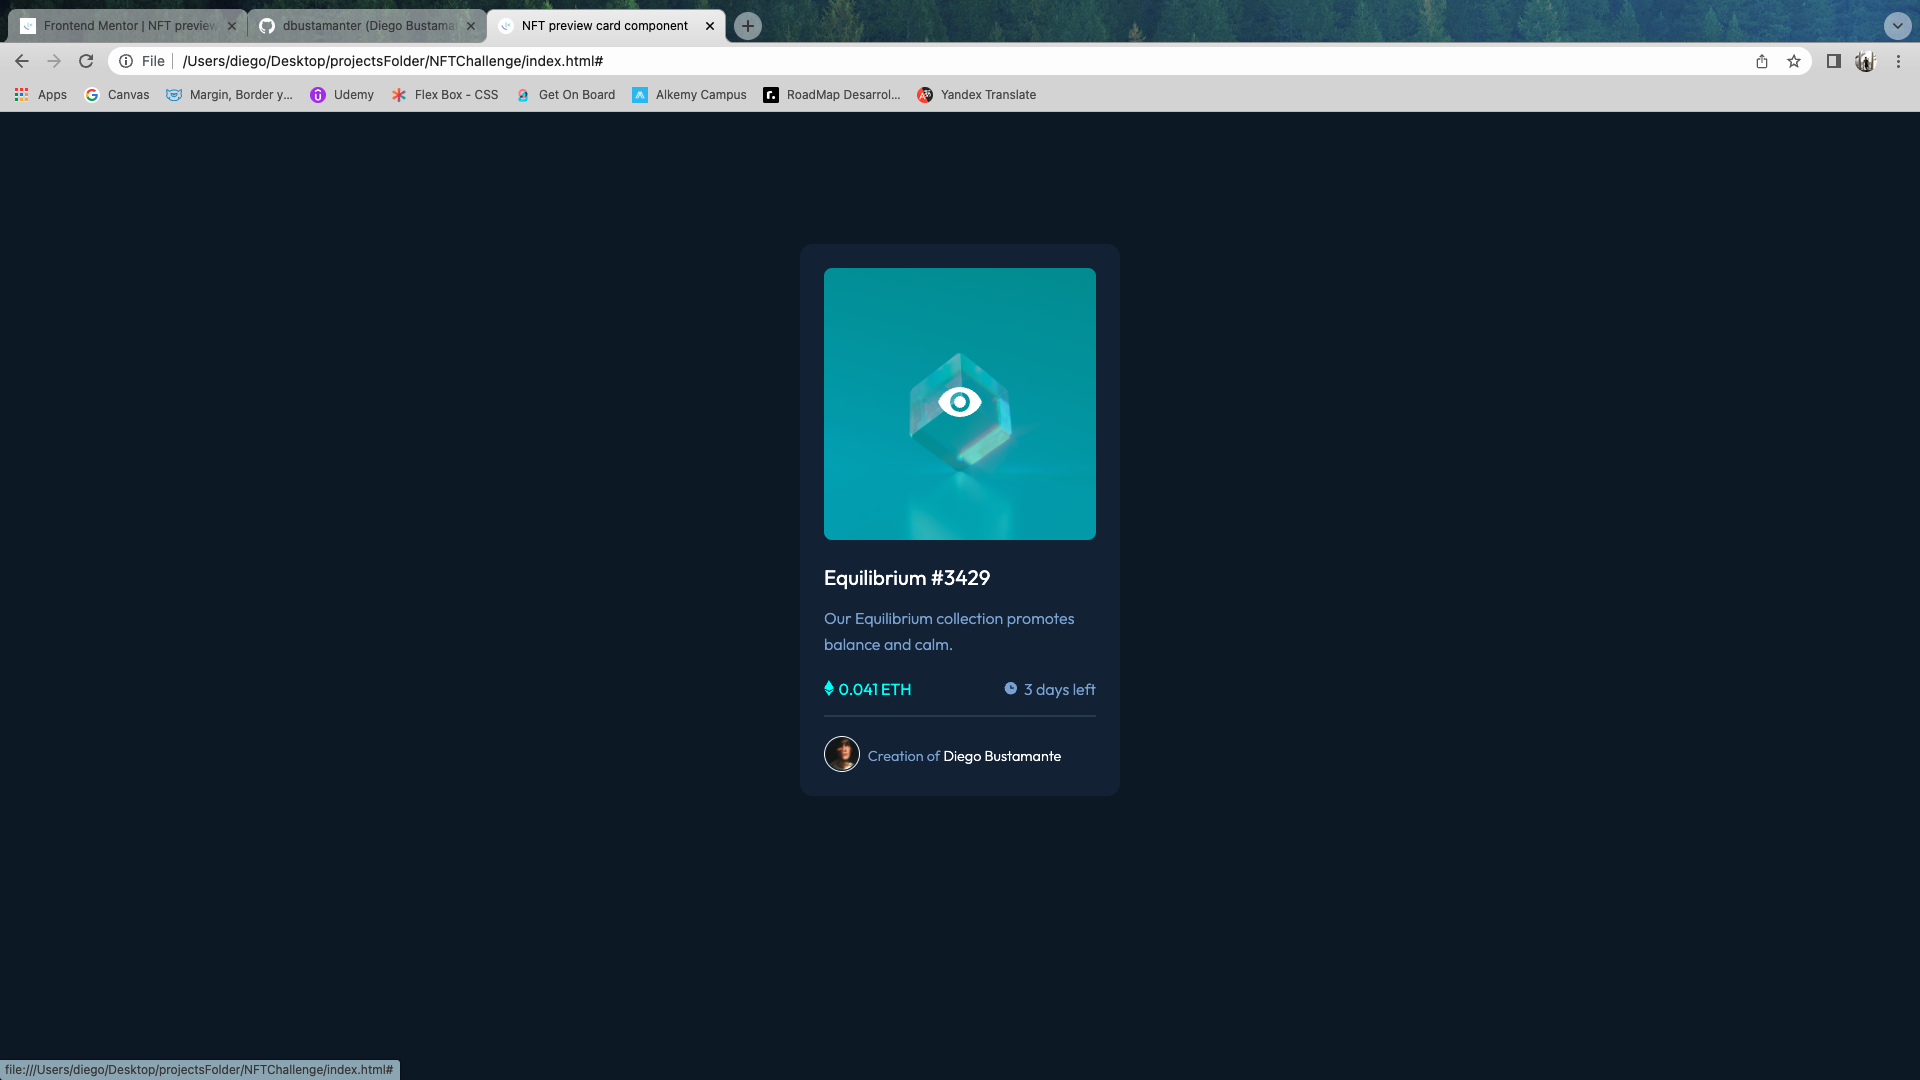 Frontend Mentor | NFT preview
dbustamanter (Diego Bustama
NFT preview card component
File
/Users/diego/Desktop/projectsFolder/NFTChallenge/index.html#
Apps
Canvas
Margin, Border y...
Udemy
Flex Box - CSS
Get On Board
Alkemy Campus
RoadMap Desarrol...
Yandex Translate
Equilibrium #3429
Our Equilibrium collection promotes
balance and calm.
0.041 ETH
3 days left
Creation of Diego Bustamante
file:///Users/diego/Desktop/projectsFolder/NFTChallenge/index.html#